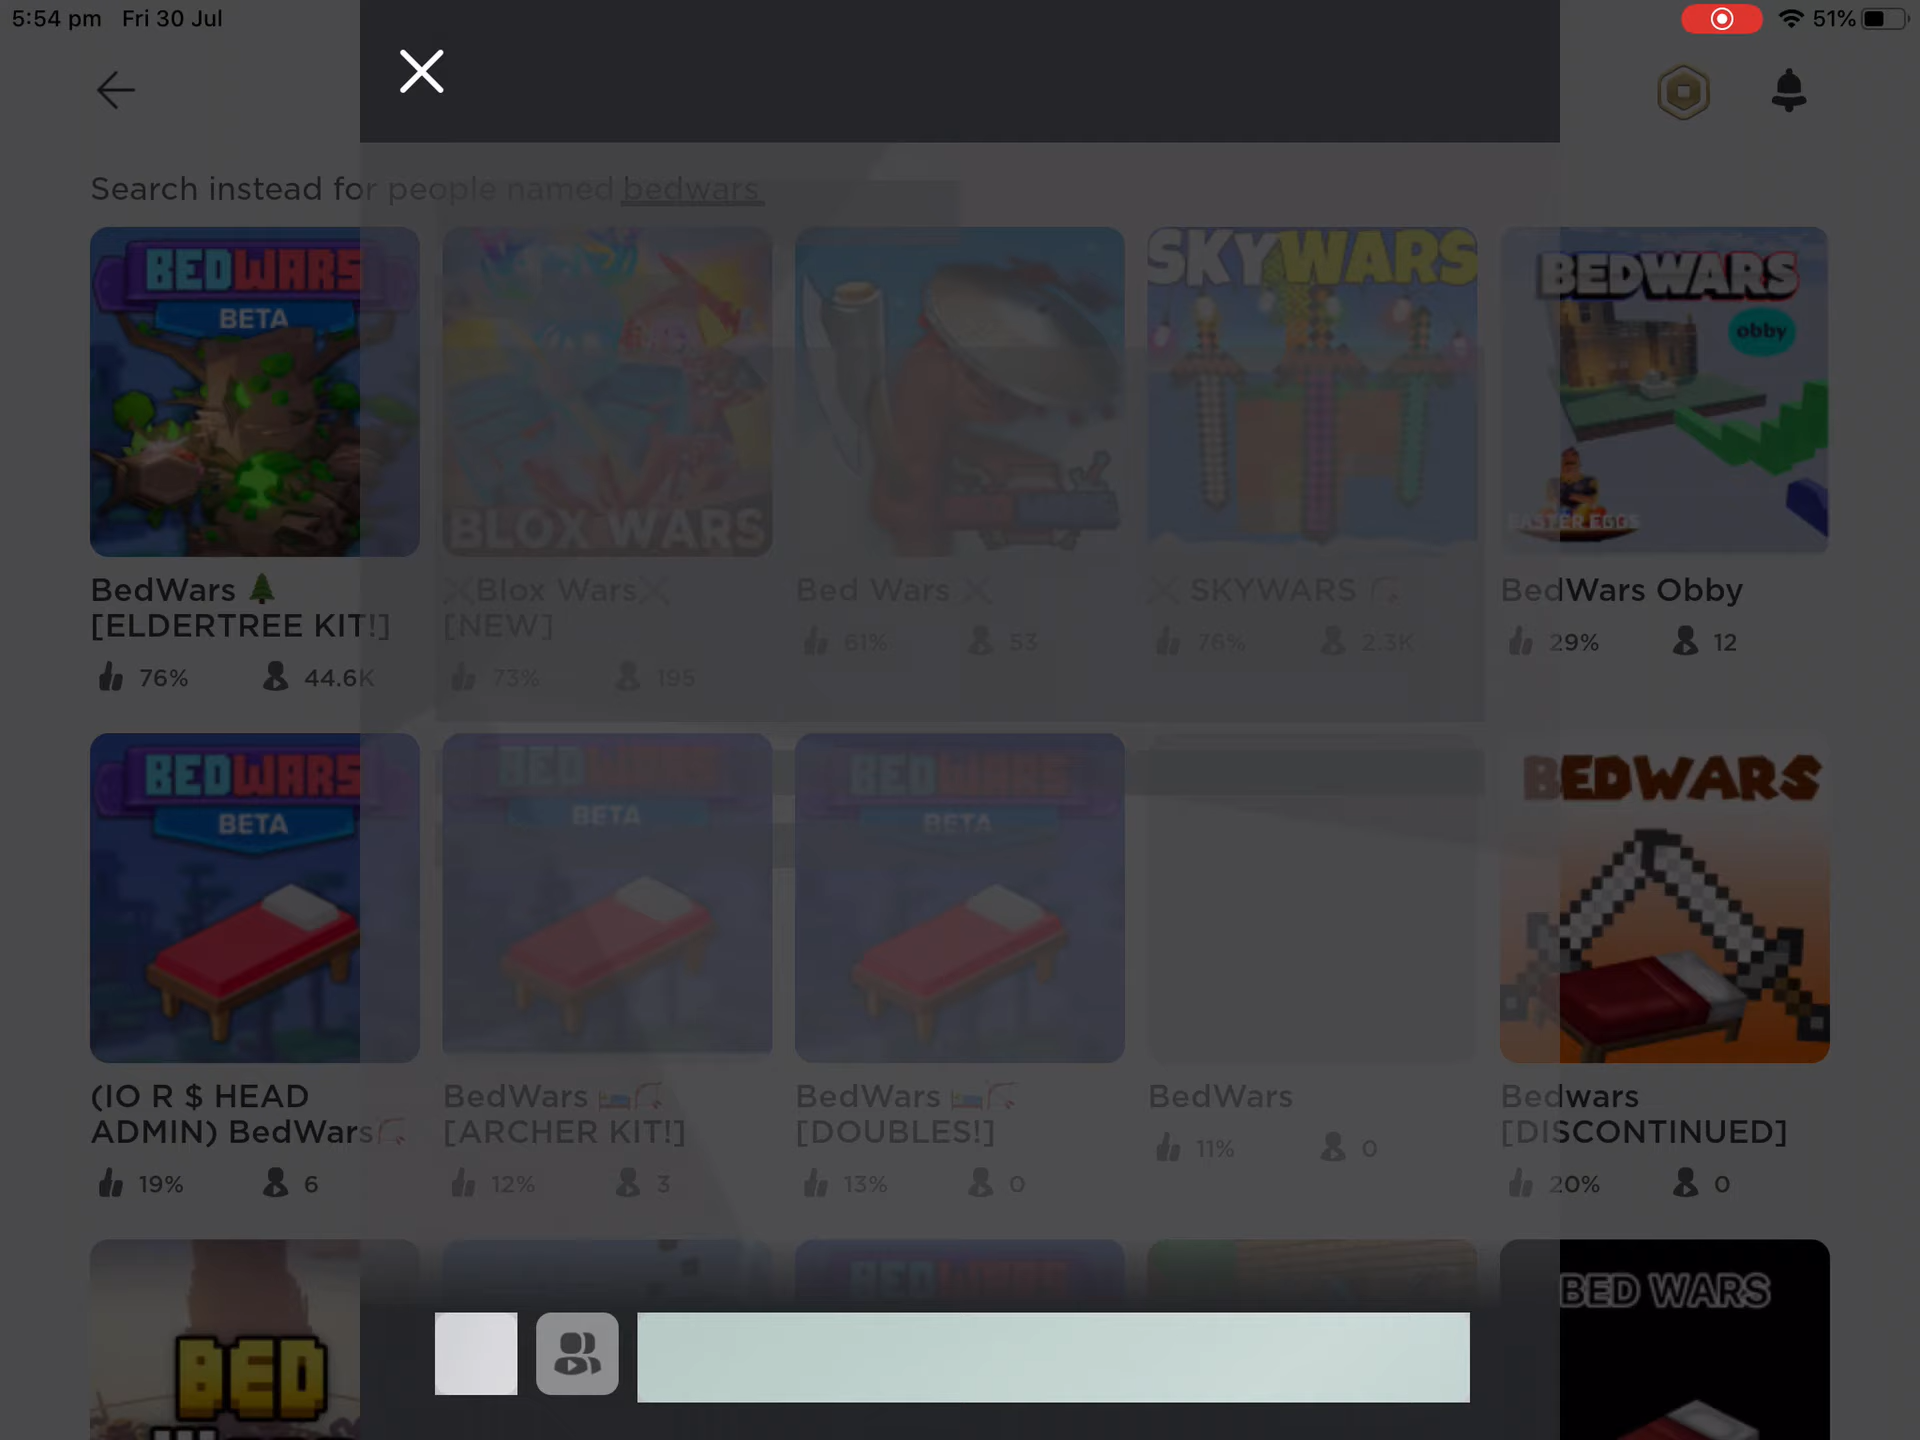 5:54 pm Fri 30 Jul
51%
Search instead for people named bedwars
BEDWARS
BETA
BLOX WARS
SKYWARS
BEDWARS
obby
EASTER EGGS
BedWars 🌲
[ELDERTREE KIT!]
76% 44.6K
⚔Blox Wars⚔
[NEW]
73% 195
Bed Wars ⚔
61% 53
⚔ SKYWARS 🏹
76% 2.3K
BedWars Obby
29% 12
BEDWARS
BETA
BEDWARS
BETA
BEDWARS
BETA
BEDWARS
(IO R $ HEAD
ADMIN) BedWars🏹
19% 6
BedWars 🛏🏹
[ARCHER KIT!]
12% 3
BedWars 🛏🏹
[DOUBLES!]
13% 0
BedWars
11% 0
Bedwars
[DISCONTINUED]
20% 0
BED
BEDWARS
BED WARS